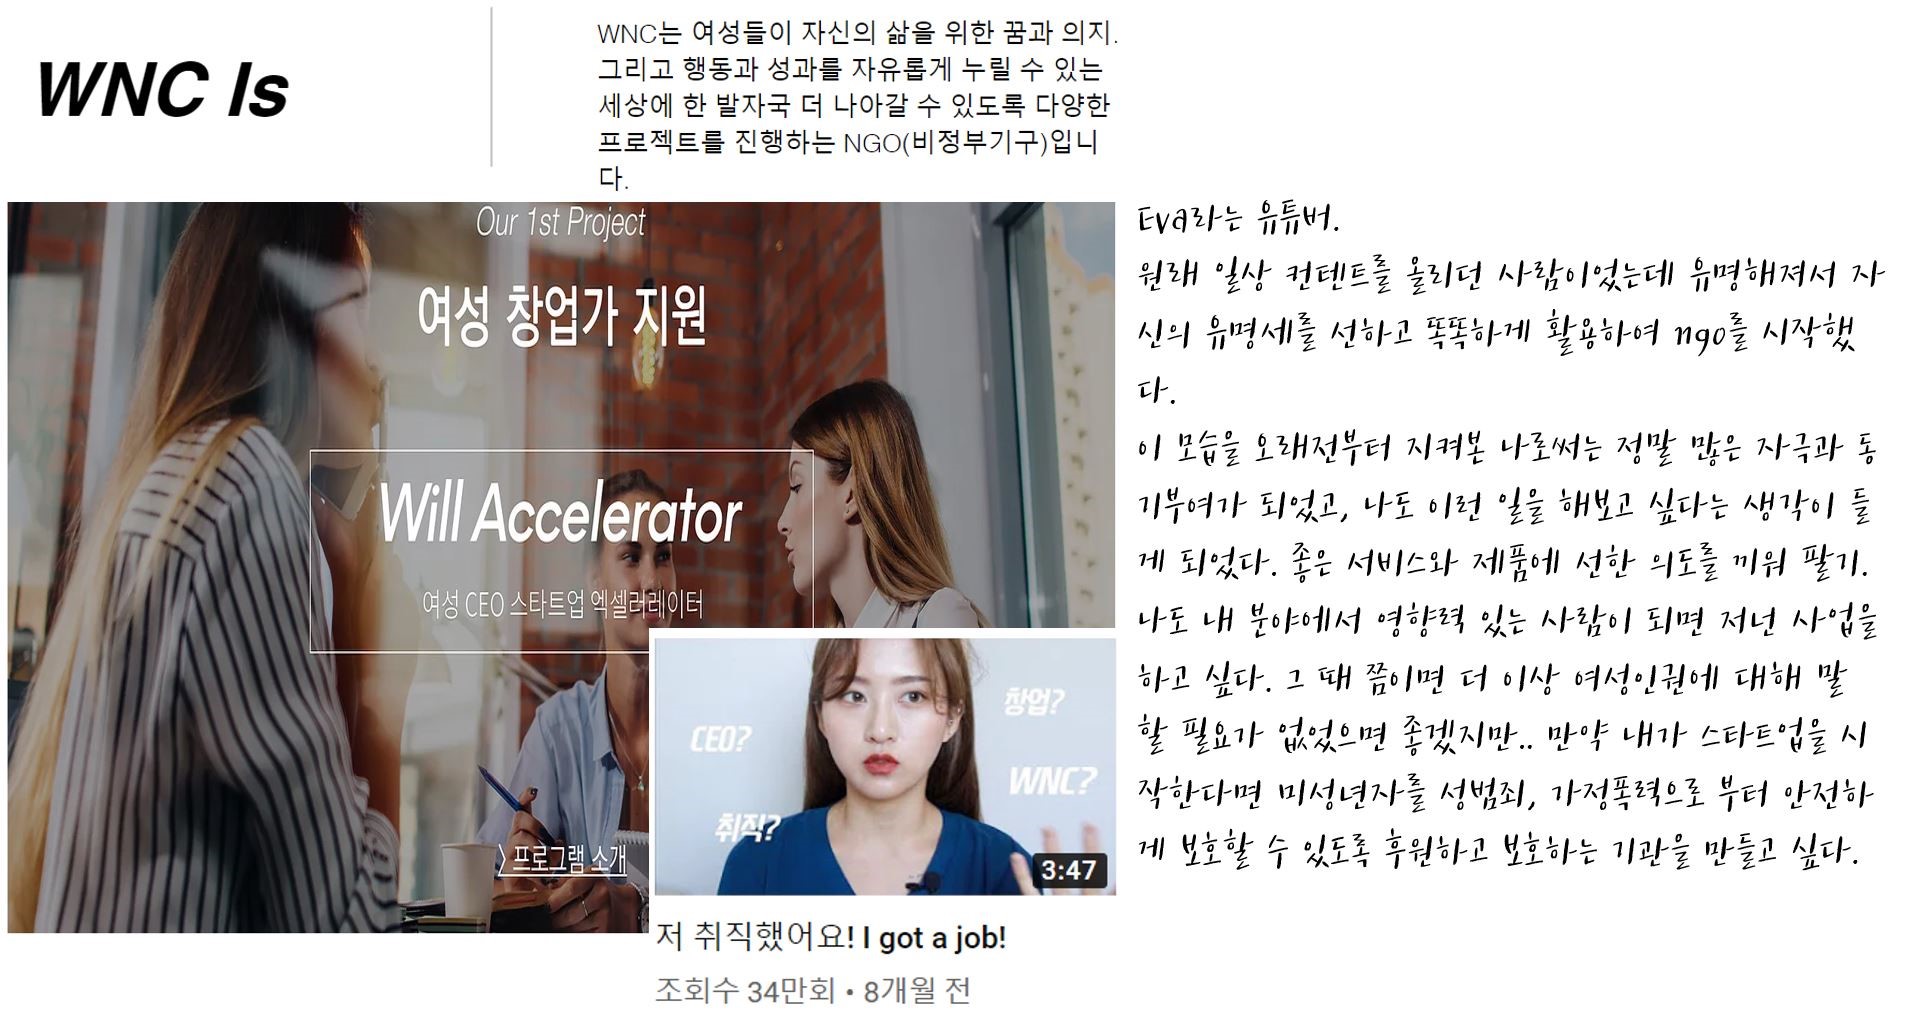 WNC Is
WNC는 여성들이 자신의 삶을 위한 꿈과 의지.
그리고 행동과 성과를 자유롭게 누릴 수 있는
세상에 한 발자국 더 나아갈 수 있도록 다양한
프로젝트를 진행하는 NGO(비정부기구)입니
다.
Our 1st Project
여성 창업가 지원
Will Accelerator
여성 CEO 스타트업 엑셀러레이터
> 프로그램 소개
창업?
CEO?
WNC?
취직?
3:47
저 취직했어요! I got a job!
조회수 34만회 • 8개월 전
Eva라는 유튜버.
원래 일상 컨텐트를 올리던 사람이었는데 유명해져서 자
신의 유명세를 선하고 똑똑하게 활용하여 ngo를 시작했
다.
이 모습을 오래전부터 지켜본 나로써는 정말 많은 자극과 동
기부여가 되었고, 나도 이런 일을 해보고 싶다는 생각이 들
게 되었다. 좋은 서비스와 제품에 선한 의도를 끼워 팔기.
나도 내 분야에서 영향력 있는 사람이 되면 저넌 사업을
하고 싶다. 그 때 쯤이면 더 이상 여성인권에 대해 말
할 필요가 없었으면 좋겠지만.. 만약 내가 스타트업을 시
작한다면 미성년자를 성범죄, 가정폭력으로 부터 안전하
게 보호할 수 있도록 후원하고 보호하는 기관을 만들고 싶다.